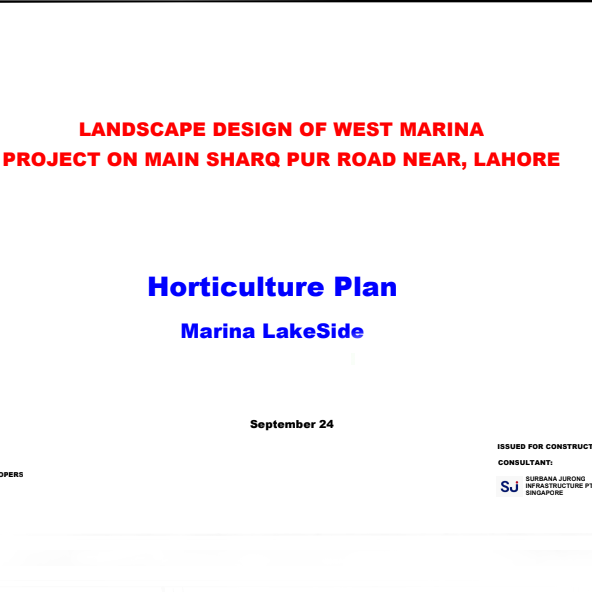 LANDSCAPE DESIGN OF WEST MARINA
PROJECT ON MAIN SHARQ PUR ROAD NEAR, LAHORE
Horticulture Plan
Marina LakeSide
September 24
ISSUED FOR CONSTRUCT
CONSULTANT:
OPERS
SJ
SURBANA JURONG
INFRASTRUCTURE PT
SINGAPORE